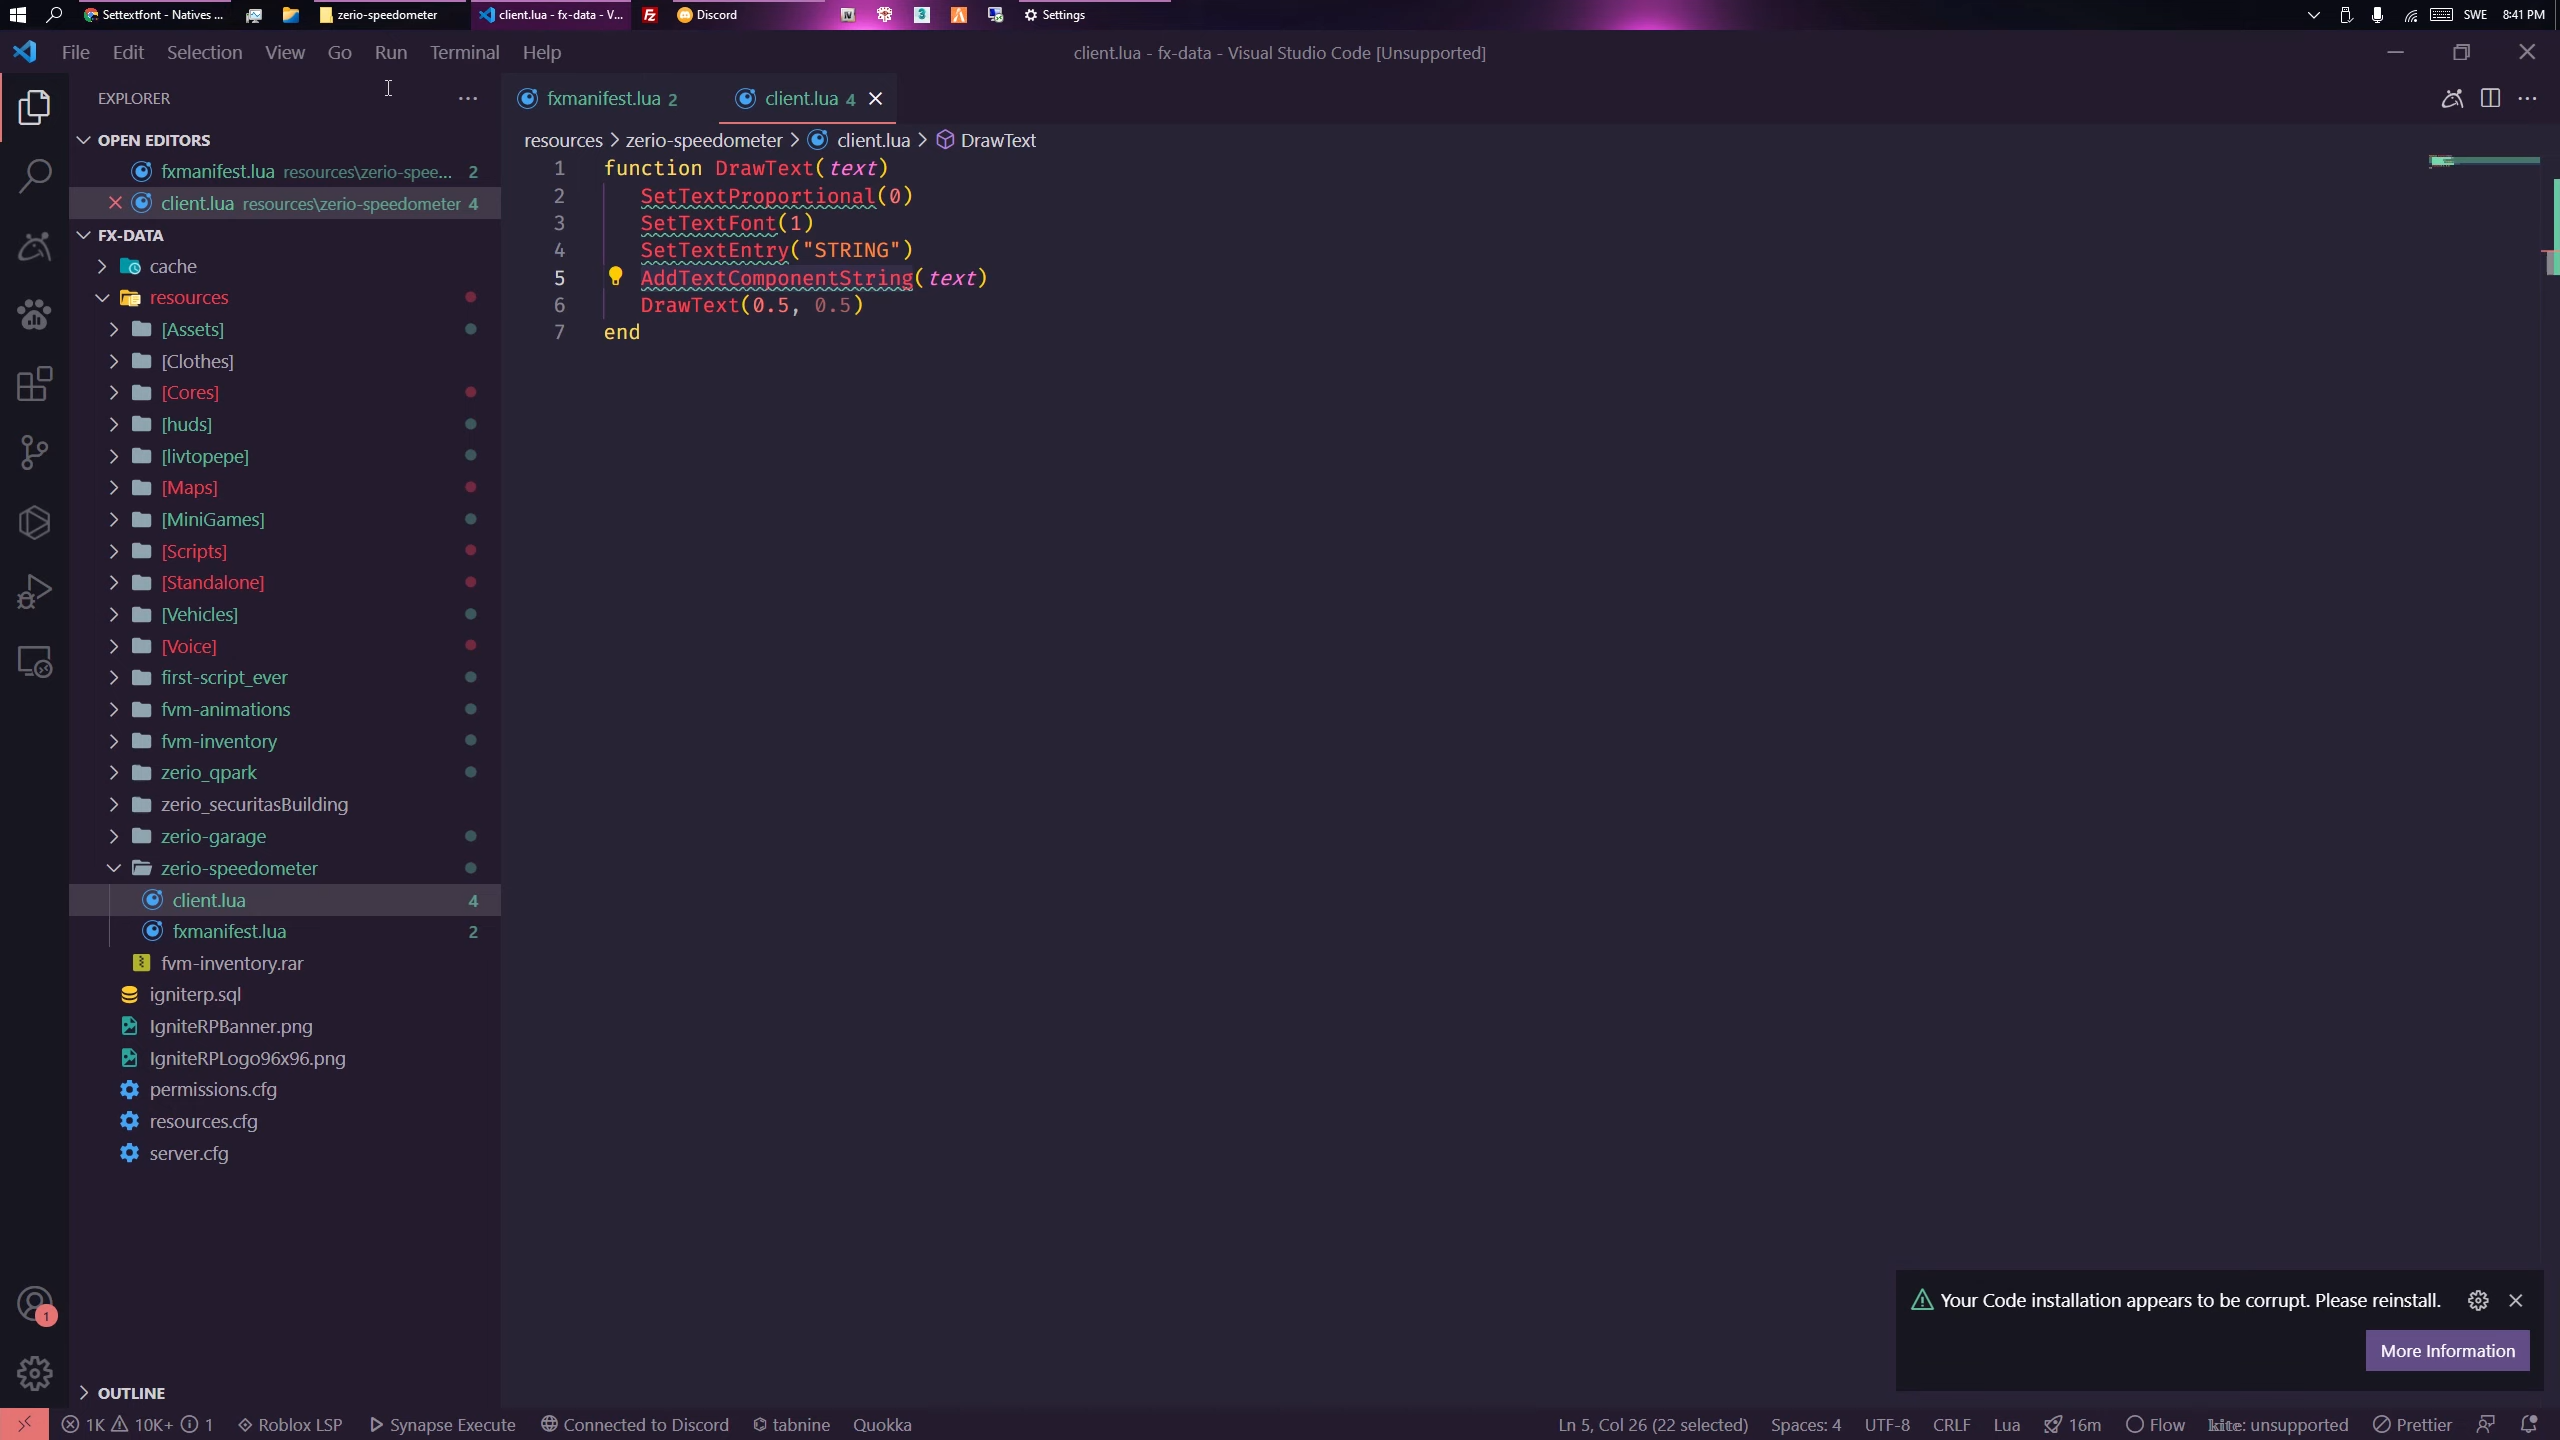 Settextfont - Natives ... zerio-speedometer client.lua - fx-data - V... Discord Settings SWE 8:41 PM
File Edit Selection View Go Run Terminal Help client.lua - fx-data - Visual Studio Code [Unsupported]
EXPLORER
OPEN EDITORS
fxmanifest.lua resources\zerio-spee... 2
client.lua resources\zerio-speedometer 4
FX-DATA
cache
resources
[Assets]
[Clothes]
[Cores]
[huds]
[livtopepe]
[Maps]
[MiniGames]
[Scripts]
[Standalone]
[Vehicles]
[Voice]
first-script_ever
fvm-animations
fvm-inventory
zerio_qpark
zerio_securitasBuilding
zerio-garage
zerio-speedometer
client.lua 4
fxmanifest.lua 2
fvm-inventory.rar
igniterp.sql
IgniteRPBanner.png
IgniteRPLogo96x96.png
permissions.cfg
resources.cfg
server.cfg
OUTLINE
1
fxmanifest.lua 2 client.lua 4
resources > zerio-speedometer > client.lua > DrawText
1 function DrawText(text)
2 SetTextProportional(0)
3 SetTextFont(1)
4 SetTextEntry("STRING")
5 AddTextComponentString(text)
6 DrawText(0.5, 0.5)
7 end
Your Code installation appears to be corrupt. Please reinstall.
More Information
1K 10K+ 1 Roblox LSP Synapse Execute Connected to Discord tabnine Quokka Ln 5, Col 26 (22 selected) Spaces: 4 UTF-8 CRLF Lua 16m Flow kite: unsupported Prettier